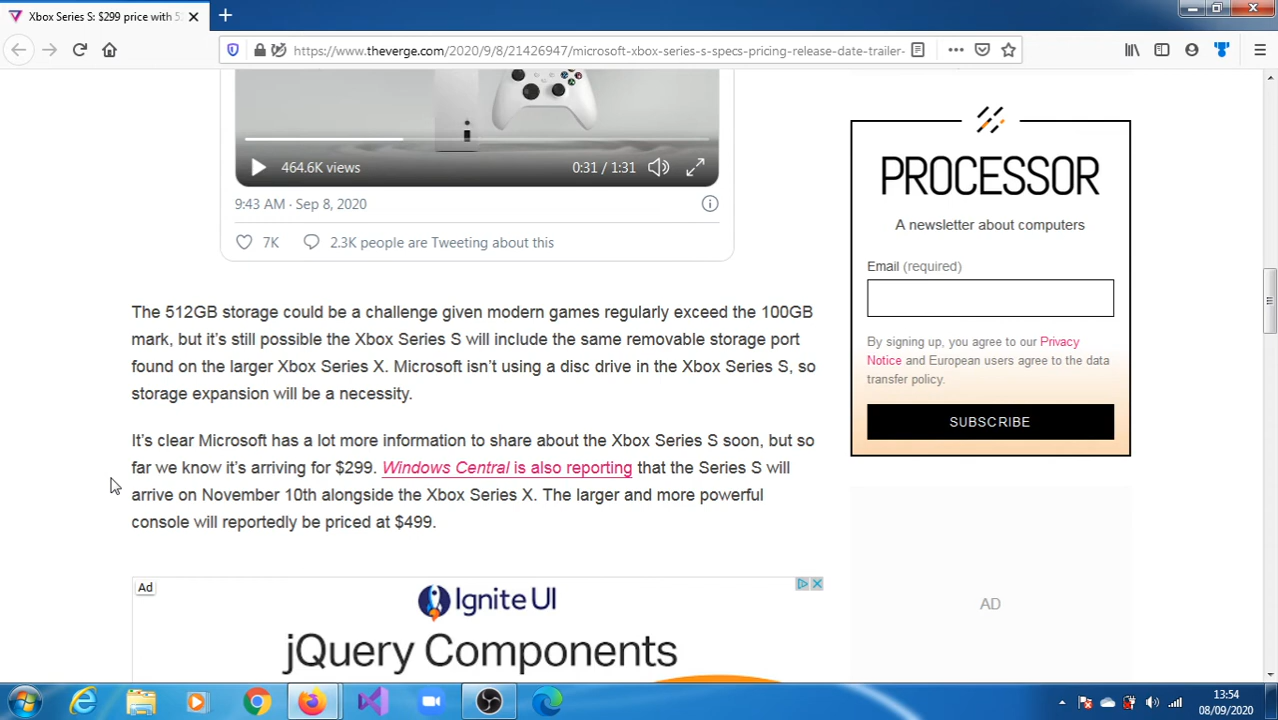 Xbox Series S: $299 price with 5
https://www.theverge.com/2020/9/8/21426947/microsoft-xbox-series-s-specs-pricing-release-date-trailer-
464.6K views
0:31 / 1:31
9:43 AM · Sep 8, 2020
7K
2.3K people are Tweeting about this
The 512GB storage could be a challenge given modern games regularly exceed the 100GB
mark, but it's still possible the Xbox Series S will include the same removable storage port
found on the larger Xbox Series X. Microsoft isn't using a disc drive in the Xbox Series S, so
storage expansion will be a necessity.
It's clear Microsoft has a lot more information to share about the Xbox Series S soon, but so
far we know it's arriving for $299. Windows Central is also reporting that the Series S will
arrive on November 10th alongside the Xbox Series X. The larger and more powerful
console will reportedly be priced at $499.
Ad
Ignite UI
jQuery Components
PROCESSOR
A newsletter about computers
Email (required)
By signing up, you agree to our Privacy
Notice and European users agree to the data
transfer policy.
SUBSCRIBE
AD
13:54
08/09/2020